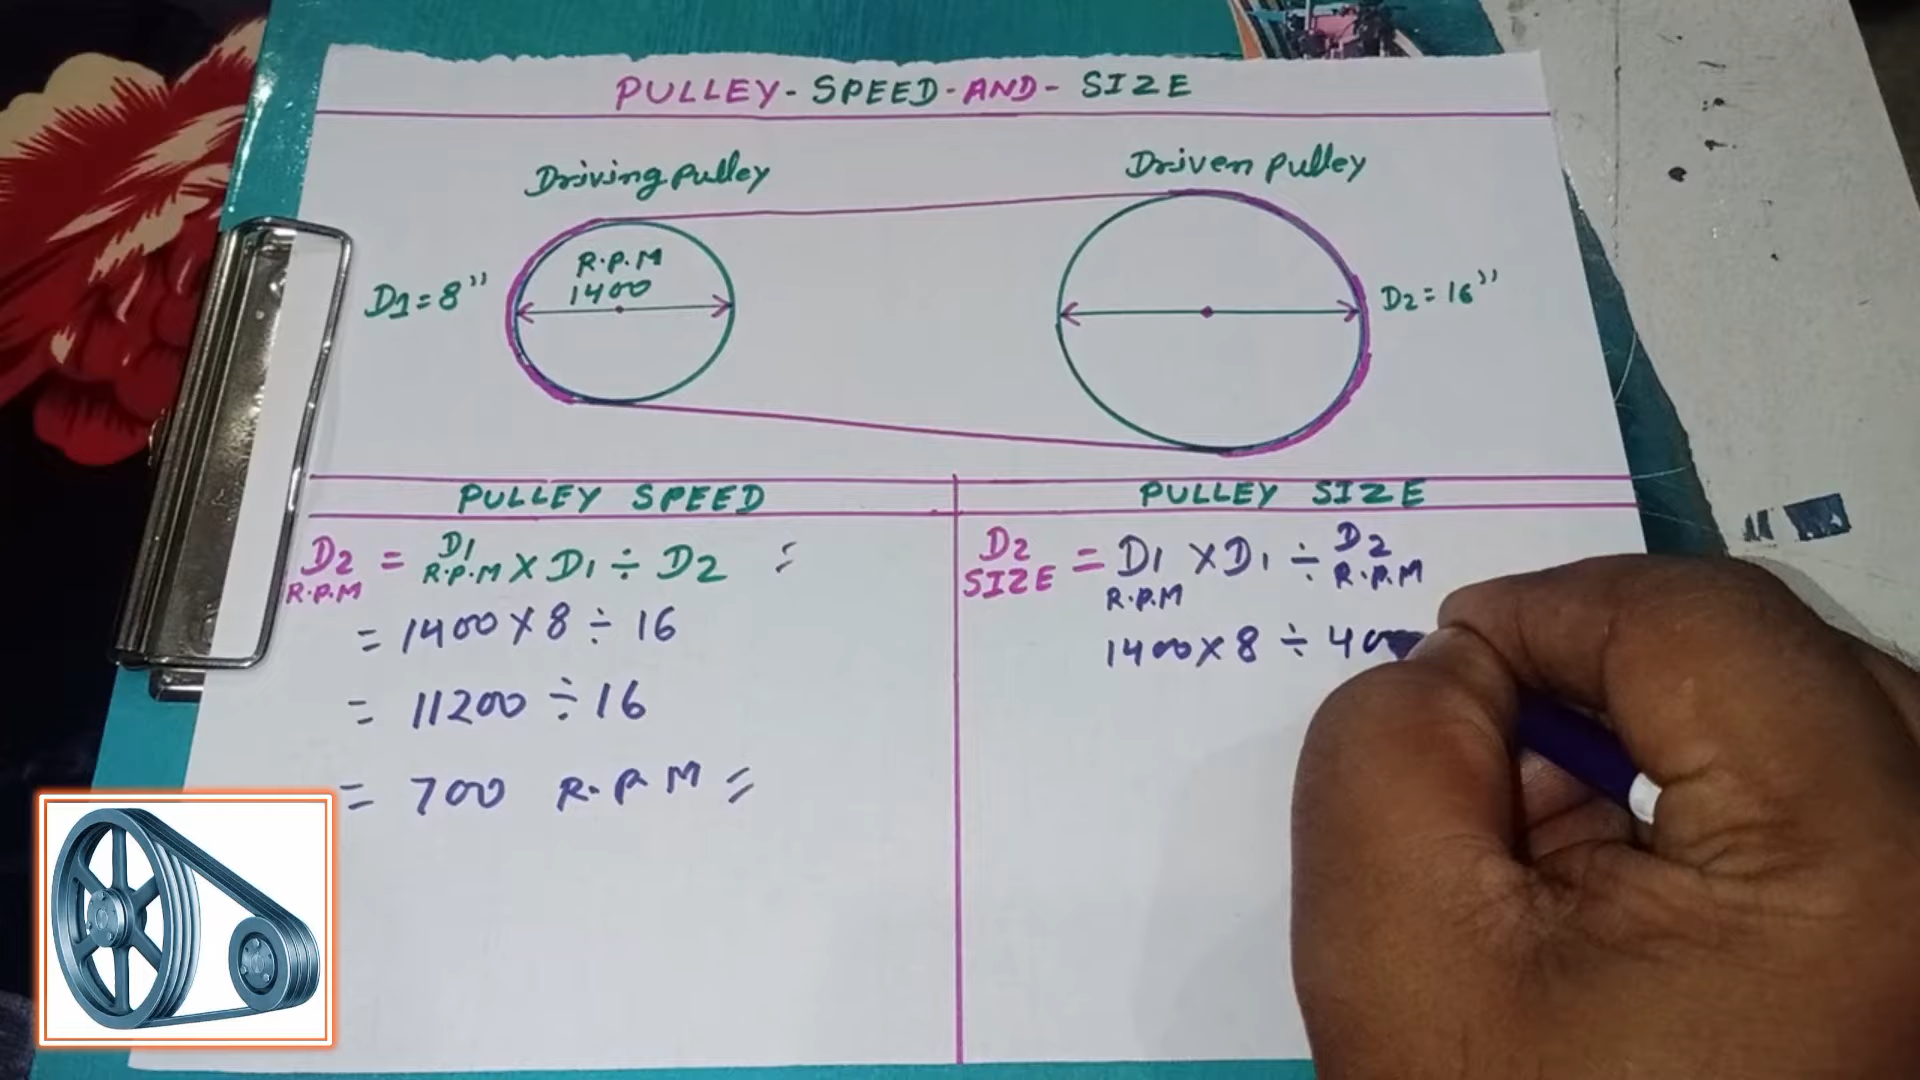 PULLEY-SPEED-AND-SIZE
Driving Pulley
Driven Pulley
R.P.M
1400
D1=8"
D2=16"
PULLEY SPEED
D2 = D1 × D1 ÷ D2 =
R.P.M R.P.M
= 1400×8÷16
= 11200÷16
= 700 R.P.M =
PULLEY SIZE
D2 = D1 ×D1 ÷ D2
SIZE R.P.M R.P.M
1400×8÷